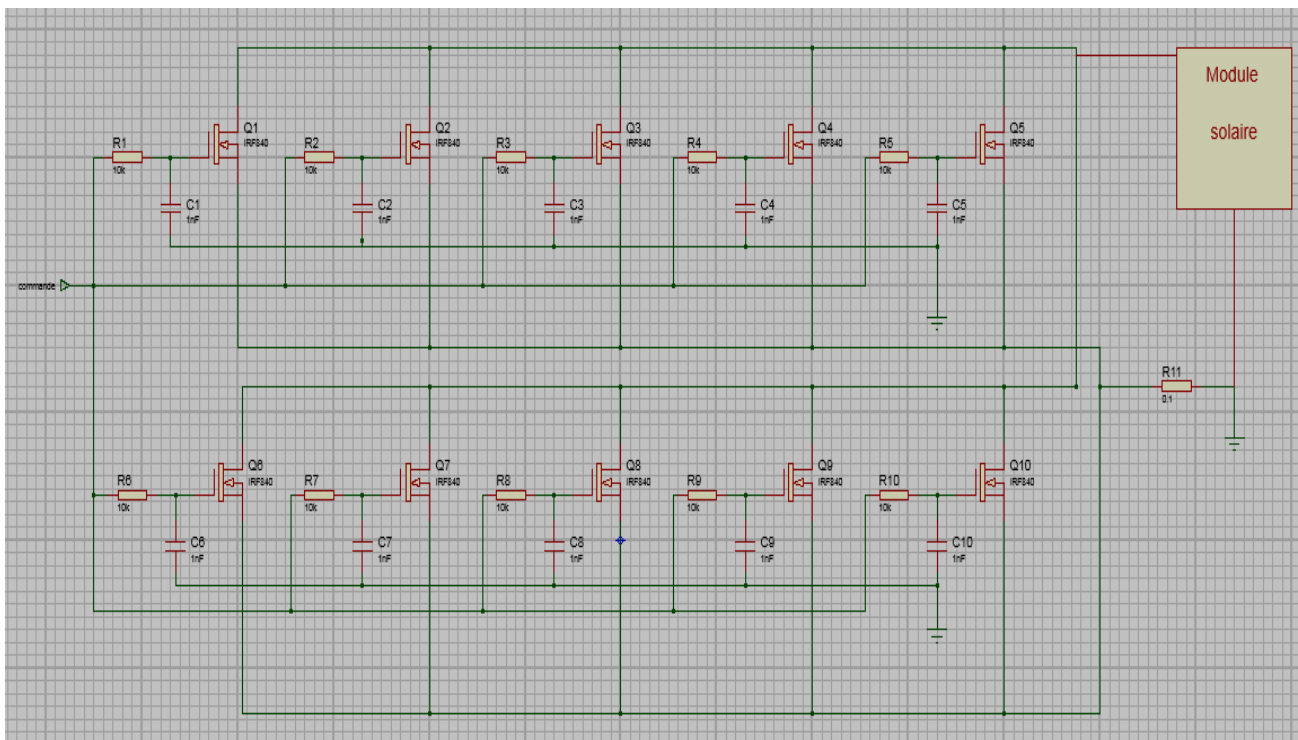 Module
solaire
Q1
IRF840
Q2
IRF840
Q3
IRF840
Q4
IRF840
Q5
IRF840
R1
10k
R2
10k
R3
10k
R4
10k
R5
10k
C1
1nF
C2
1nF
C3
1nF
C4
1nF
C5
1nF
commande
R11
0.1
Q6
IRF840
Q7
IRF840
Q8
IRF840
Q9
IRF840
Q10
IRF840
R6
10k
R7
10k
R8
10k
R9
10k
R10
10k
C6
1nF
C7
1nF
C8
1nF
C9
1nF
C10
1nF